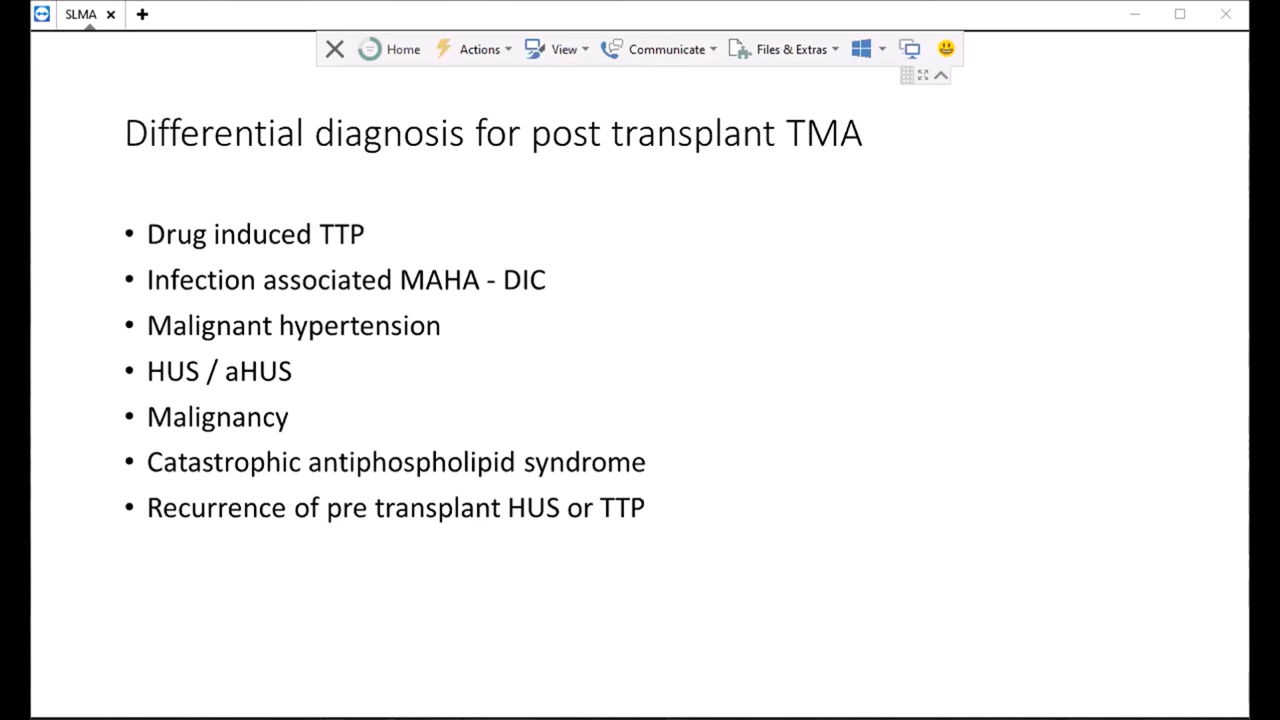 SLMA
Home Actions View Communicate Files & Extras
Differential diagnosis for post transplant TMA
• Drug induced TTP
• Infection associated MAHA - DIC
• Malignant hypertension
• HUS / aHUS
• Malignancy
• Catastrophic antiphospholipid syndrome
• Recurrence of pre transplant HUS or TTP